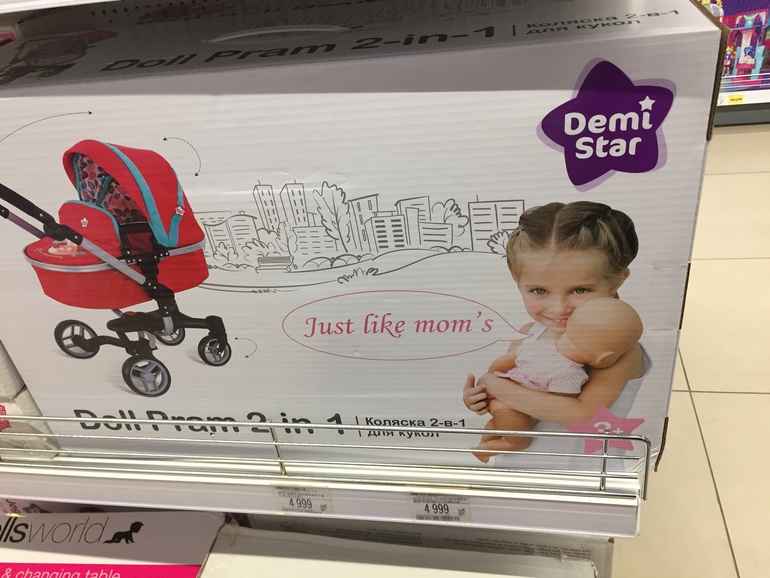 Doll Pram 2-in-1 | Коляска 2-в-1
для кукол
Demi
Star
Just like mom's
Doll Pram 2-in-1 | Коляска 2-в-1
для кукол
3+
4 999
4 999
llsworld
& changing table